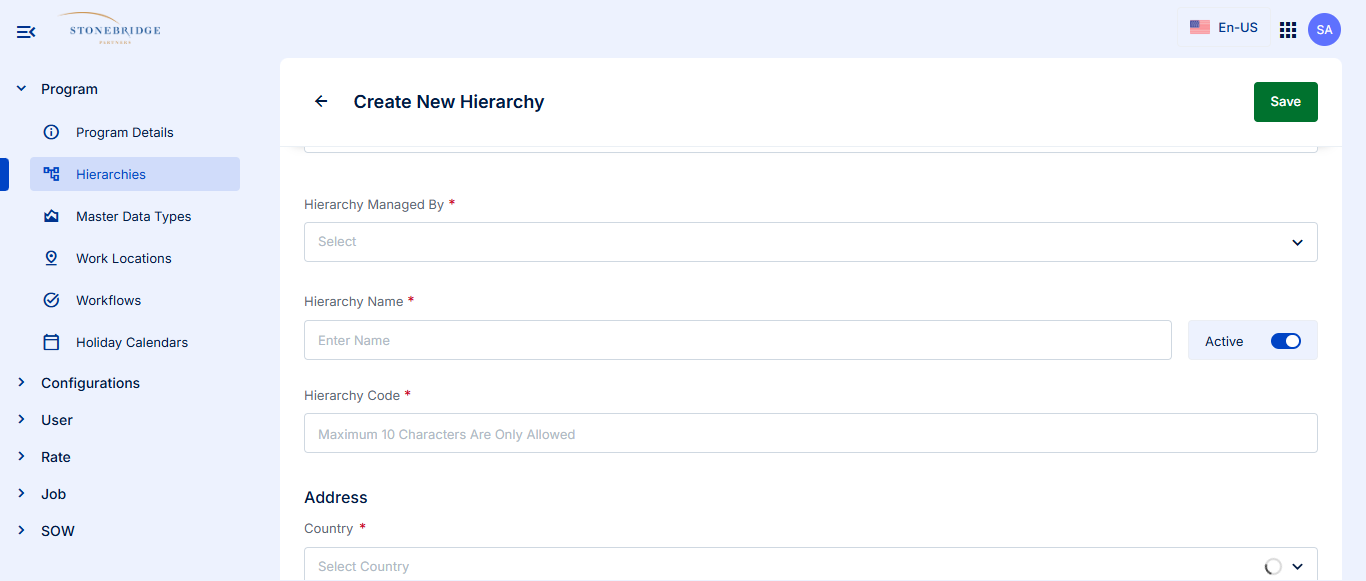 STONEBRIDGE
PARTNERS
En-US
SA
Program
Program Details
Hierarchies
Master Data Types
Work Locations
Workflows
Holiday Calendars
Configurations
User
Rate
Job
SOW
Create New Hierarchy
Save
Hierarchy Managed By *
Select
Hierarchy Name *
Enter Name
Active
Hierarchy Code *
Maximum 10 Characters Are Only Allowed
Address
Country *
Select Country